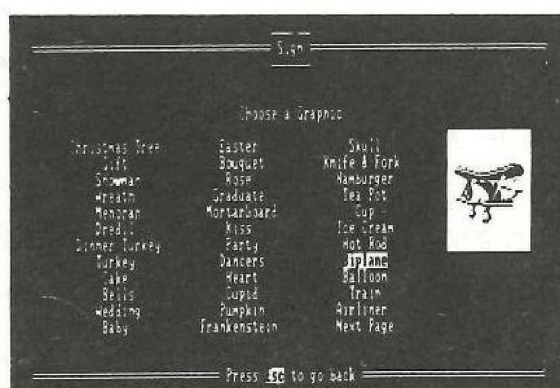 Sign
Choose a Graphic
Christmas Tree Easter Skull
Gift Bouquet Knife & Fork
Snowman Rose Hamburger
Wreath Graduate Tea Pot
Menorah Mortarboard Cup
Dredil Kiss Ice Cream
Dinner Turkey Party Hot Rod
Turkey Dancers Biplane
Cake Heart Balloon
Bells Cupid Train
Wedding Pumpkin Airliner
Baby Frankenstein Next Page
Press Esc to go back